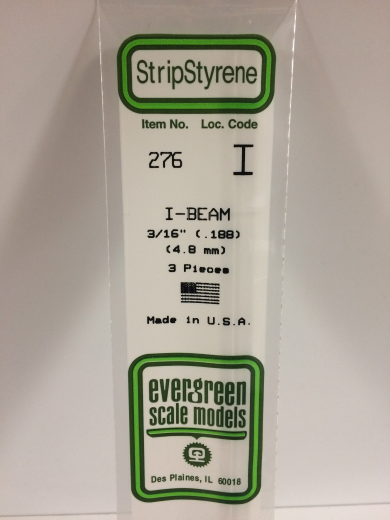 StripStyrene
Item No. Loc. Code
276 I
I-BEAM
3/16" (.188)
(4.8 mm)
3 Pieces
Made in U.S.A.
evergreen
scale models
Des Plaines, IL 60018